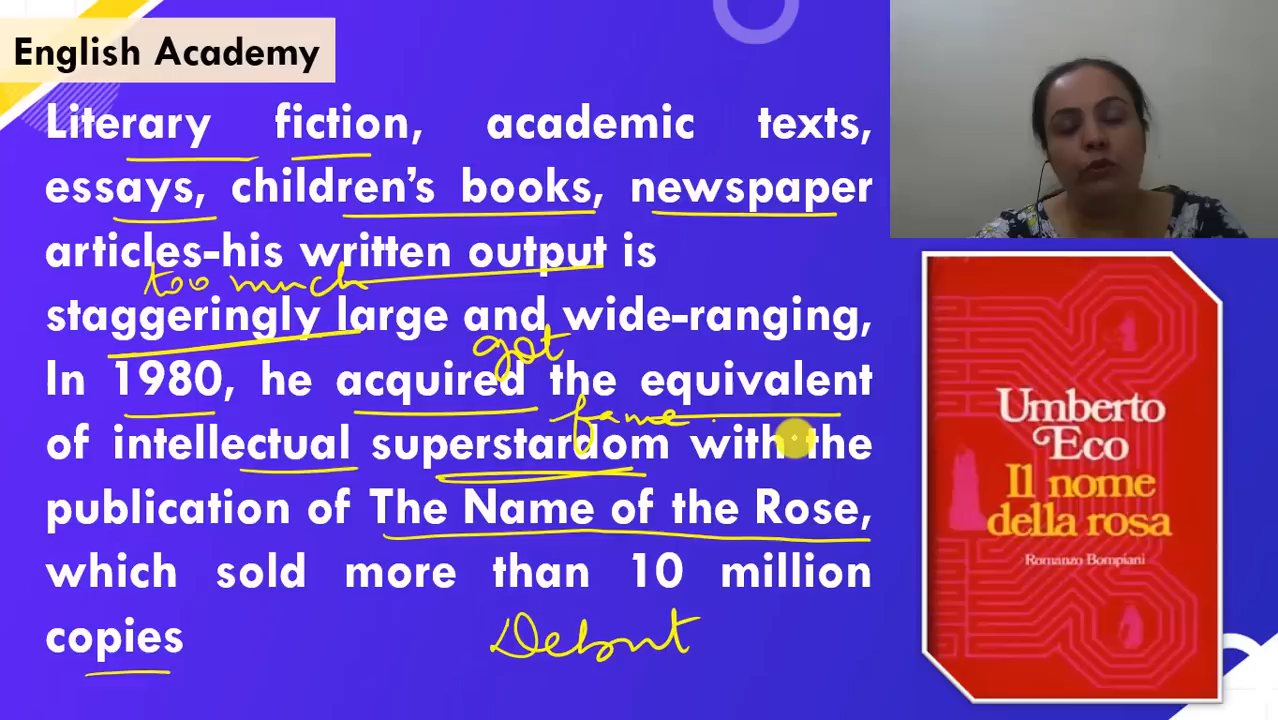 English Academy
Literary fiction, academic texts,
essays, children's books, newspaper
articles-his written output is
too much
staggeringly large and wide-ranging,
got
In 1980, he acquired the equivalent
fame
of intellectual superstardom with the
publication of The Name of the Rose,
which sold more than 10 million
copies
Debut
Umberto
Eco
Il nome
della rosa
Romanzo Bompiani